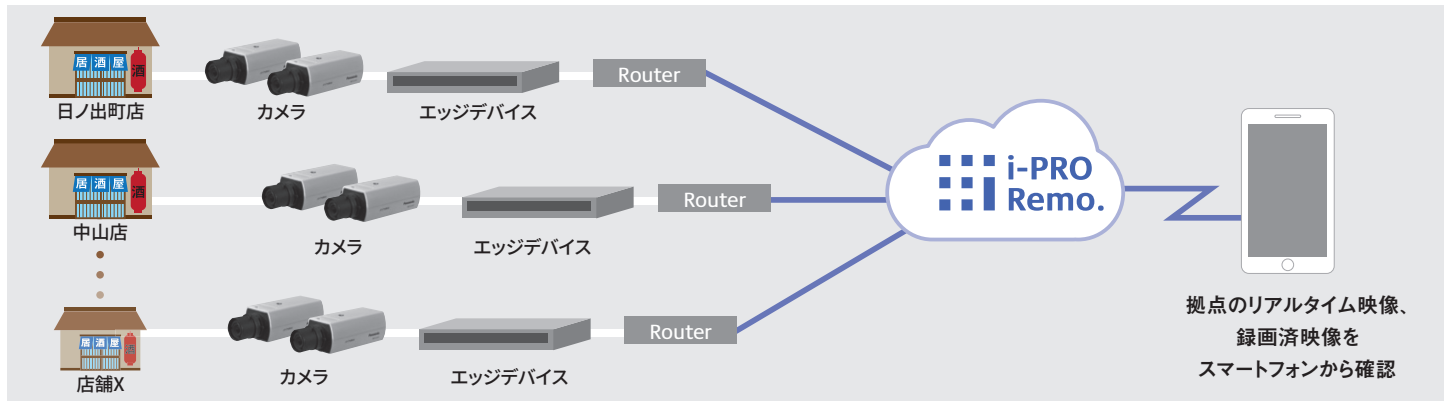 居酒屋
酒
日ノ出町店
カメラ
エッジデバイス
Router
居酒屋
酒
中山店
カメラ
エッジデバイス
Router
居酒屋
酒
店舗X
カメラ
エッジデバイス
Router
i-PRO
Remo.
拠点のリアルタイム映像、
録画済映像を
スマートフォンから確認